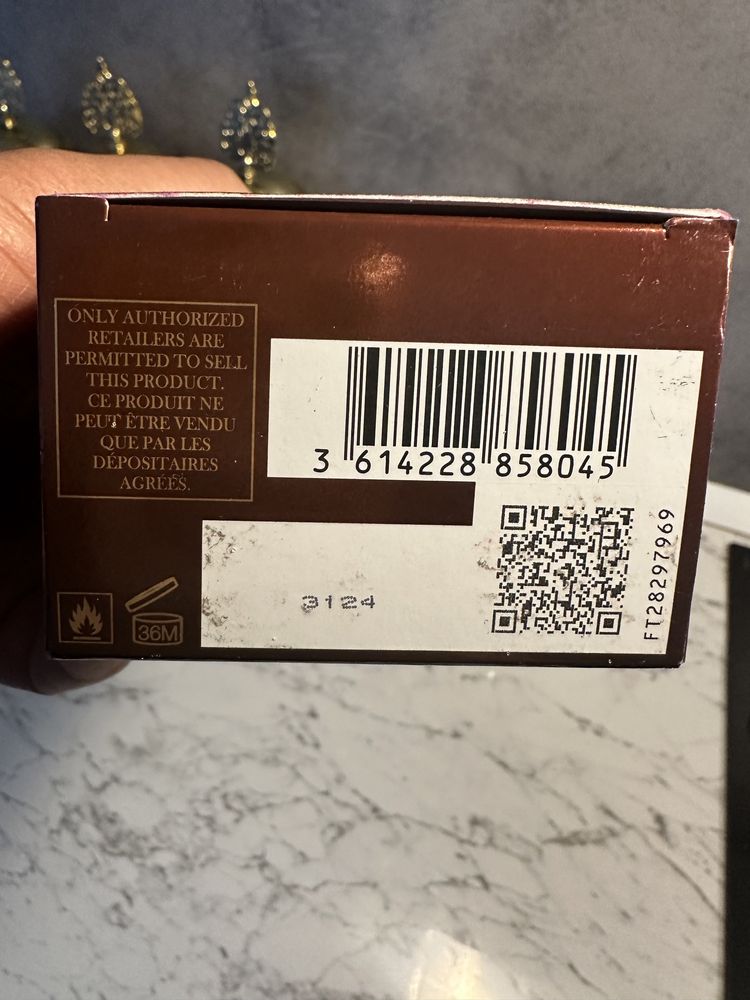 ONLY AUTHORIZED
RETAILERS ARE
PERMITTED TO SELL
THIS PRODUCT.
CE PRODUIT NE
PEUT ÊTRE VENDU
QUE PAR LES
DÉPOSITAIRES
AGRÉÉS.
3 614228 858045
FT28297969
3124
36M